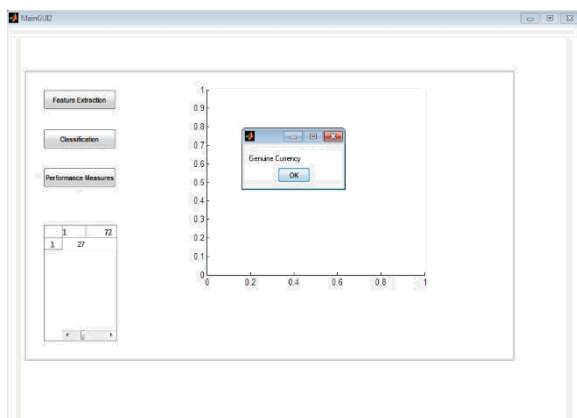 MainGUI2
Feature Extraction
Classification
Performance Measures
1 72
1 27
1
0.9
0.8
0.7
0.6
0.5
0.4
0.3
0.2
0.1
0
0 0.2 0.4 0.6 0.8 1
Genuine Currency
OK